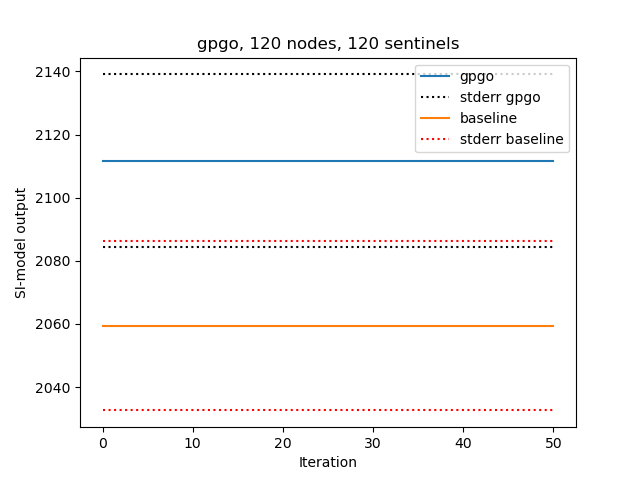 gpgo, 120 nodes, 120 sentinels
2140
2120
2100
2080
2060
2040
SI-model output
gpgo
stderr gpgo
baseline
stderr baseline
0 10 20 30 40 50
Iteration